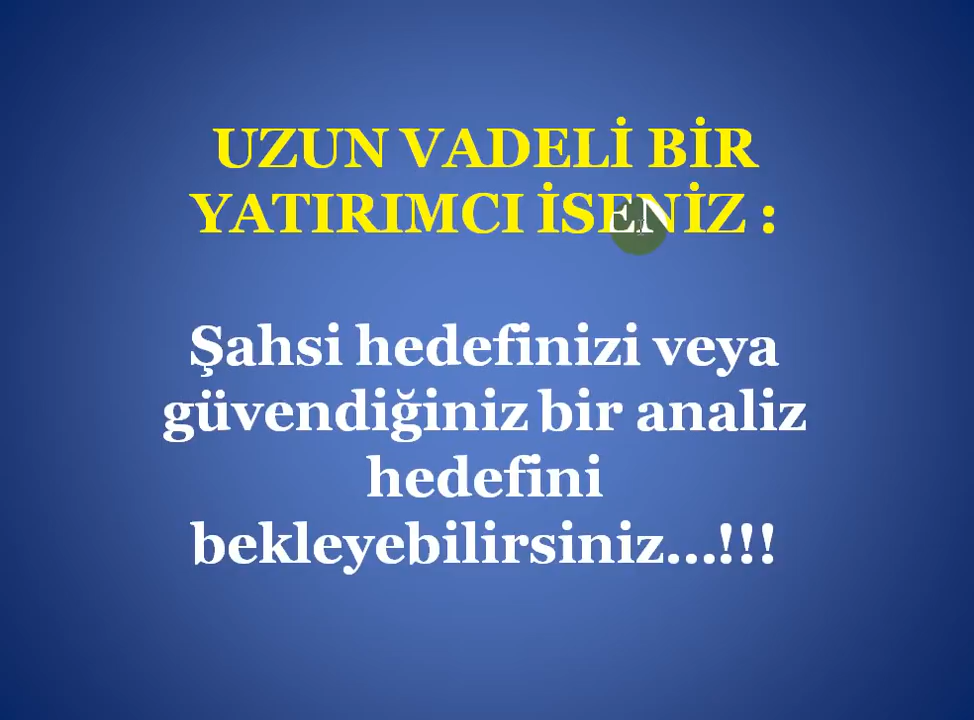 UZUN VADELİ BİR
YATIRIMCI İSENİZ :
Şahsi hedefinizi veya
güvendiğiniz bir analiz
hedefini
bekleyebilirsiniz...!!!